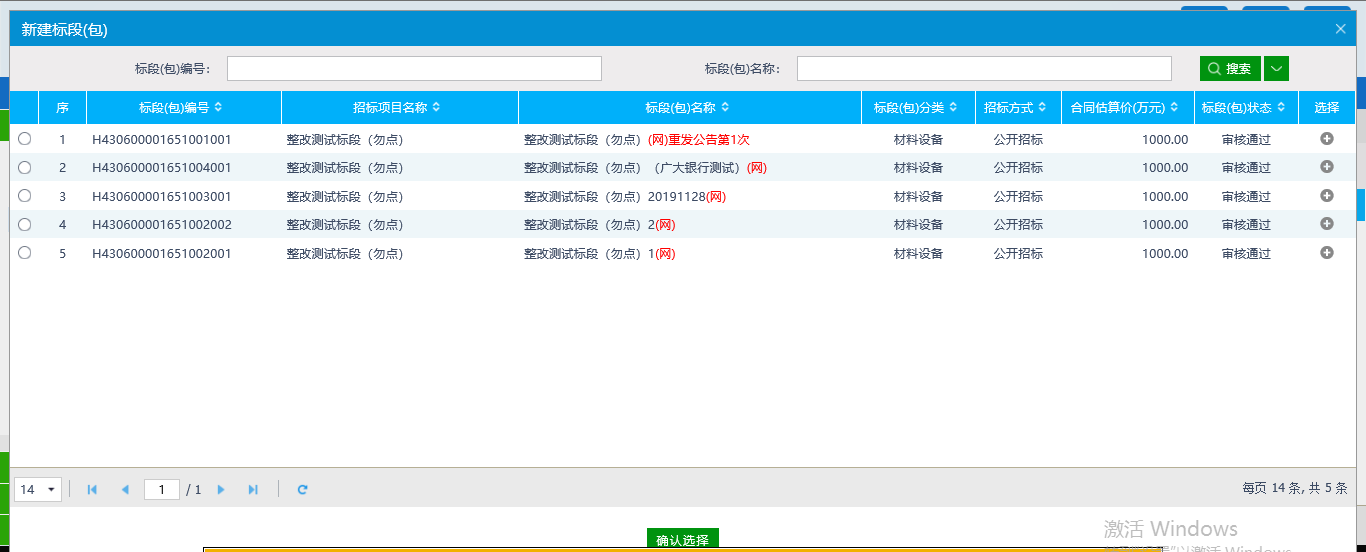 新建标段(包)
标段(包)编号: 标段(包)名称: 搜索
序 标段(包)编号 招标项目名称 标段(包)名称 标段(包)分类 招标方式 合同估算价(万元) 标段(包)状态 选择
1 H430600001651001001 整改测试标段（勿点） 整改测试标段（勿点）(网)重发公告第1次 材料设备 公开招标 1000.00 审核通过
2 H430600001651004001 整改测试标段（勿点） 整改测试标段（勿点）（广大银行测试）(网) 材料设备 公开招标 1000.00 审核通过
3 H430600001651003001 整改测试标段（勿点） 整改测试标段（勿点）20191128(网) 材料设备 公开招标 1000.00 审核通过
4 H430600001651002002 整改测试标段（勿点） 整改测试标段（勿点）2(网) 材料设备 公开招标 1000.00 审核通过
5 H430600001651002001 整改测试标段（勿点） 整改测试标段（勿点）1(网) 材料设备 公开招标 1000.00 审核通过
14 1 / 1 每页 14 条, 共 5 条
确认选择
激活 Windows